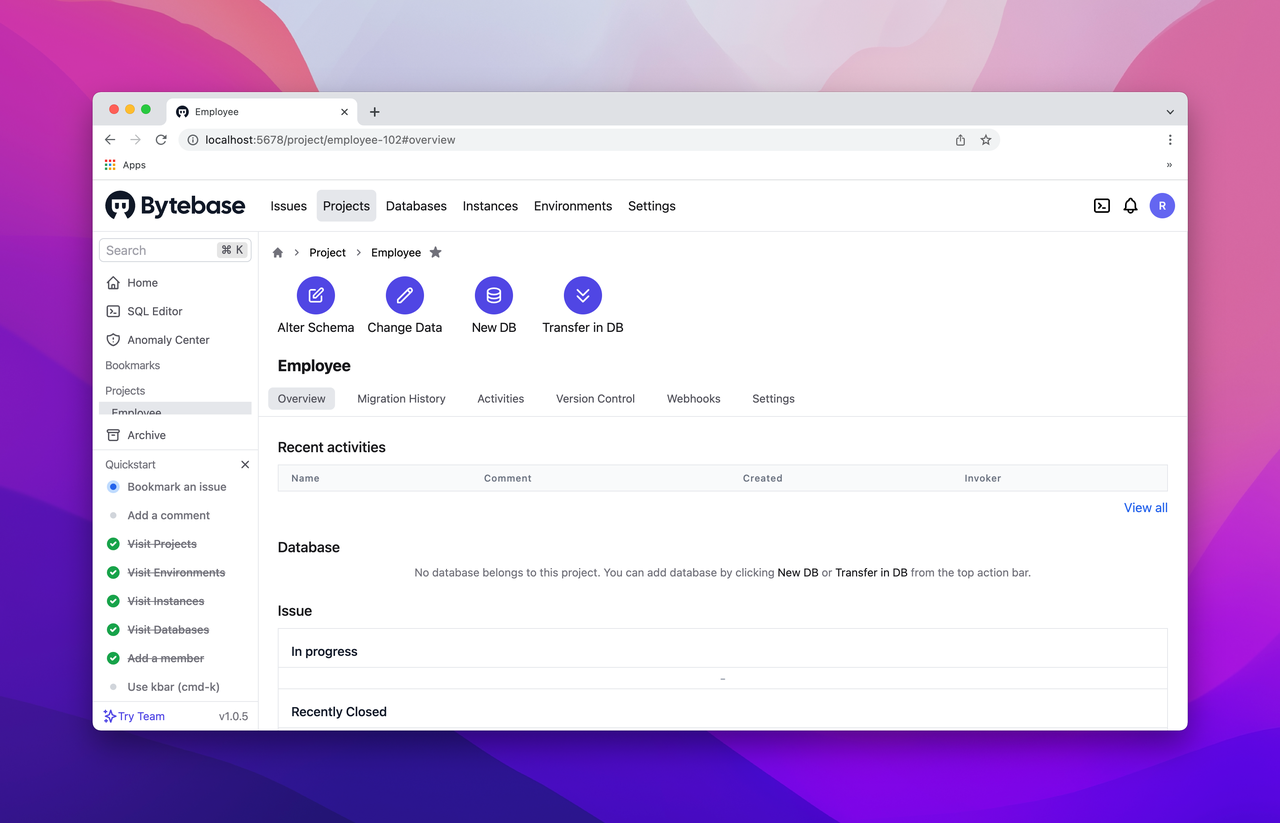 Employee
localhost:5678/project/employee-102#overview
Apps
»
Bytebase
Issues Projects Databases Instances Environments Settings
R
Search ⌘ K
Home
SQL Editor
Anomaly Center
Bookmarks
Projects
Employee
Archive
Quickstart
Bookmark an issue
Add a comment
Visit Projects
Visit Environments
Visit Instances
Visit Databases
Add a member
Use kbar (cmd-k)
Try Team v1.0.5
Project Employee
Alter Schema Change Data New DB Transfer in DB
Employee
Overview Migration History Activities Version Control Webhooks Settings
Recent activities
Name Comment Created Invoker
View all
Database
No database belongs to this project. You can add database by clicking New DB or Transfer in DB from the top action bar.
Issue
In progress
–
Recently Closed